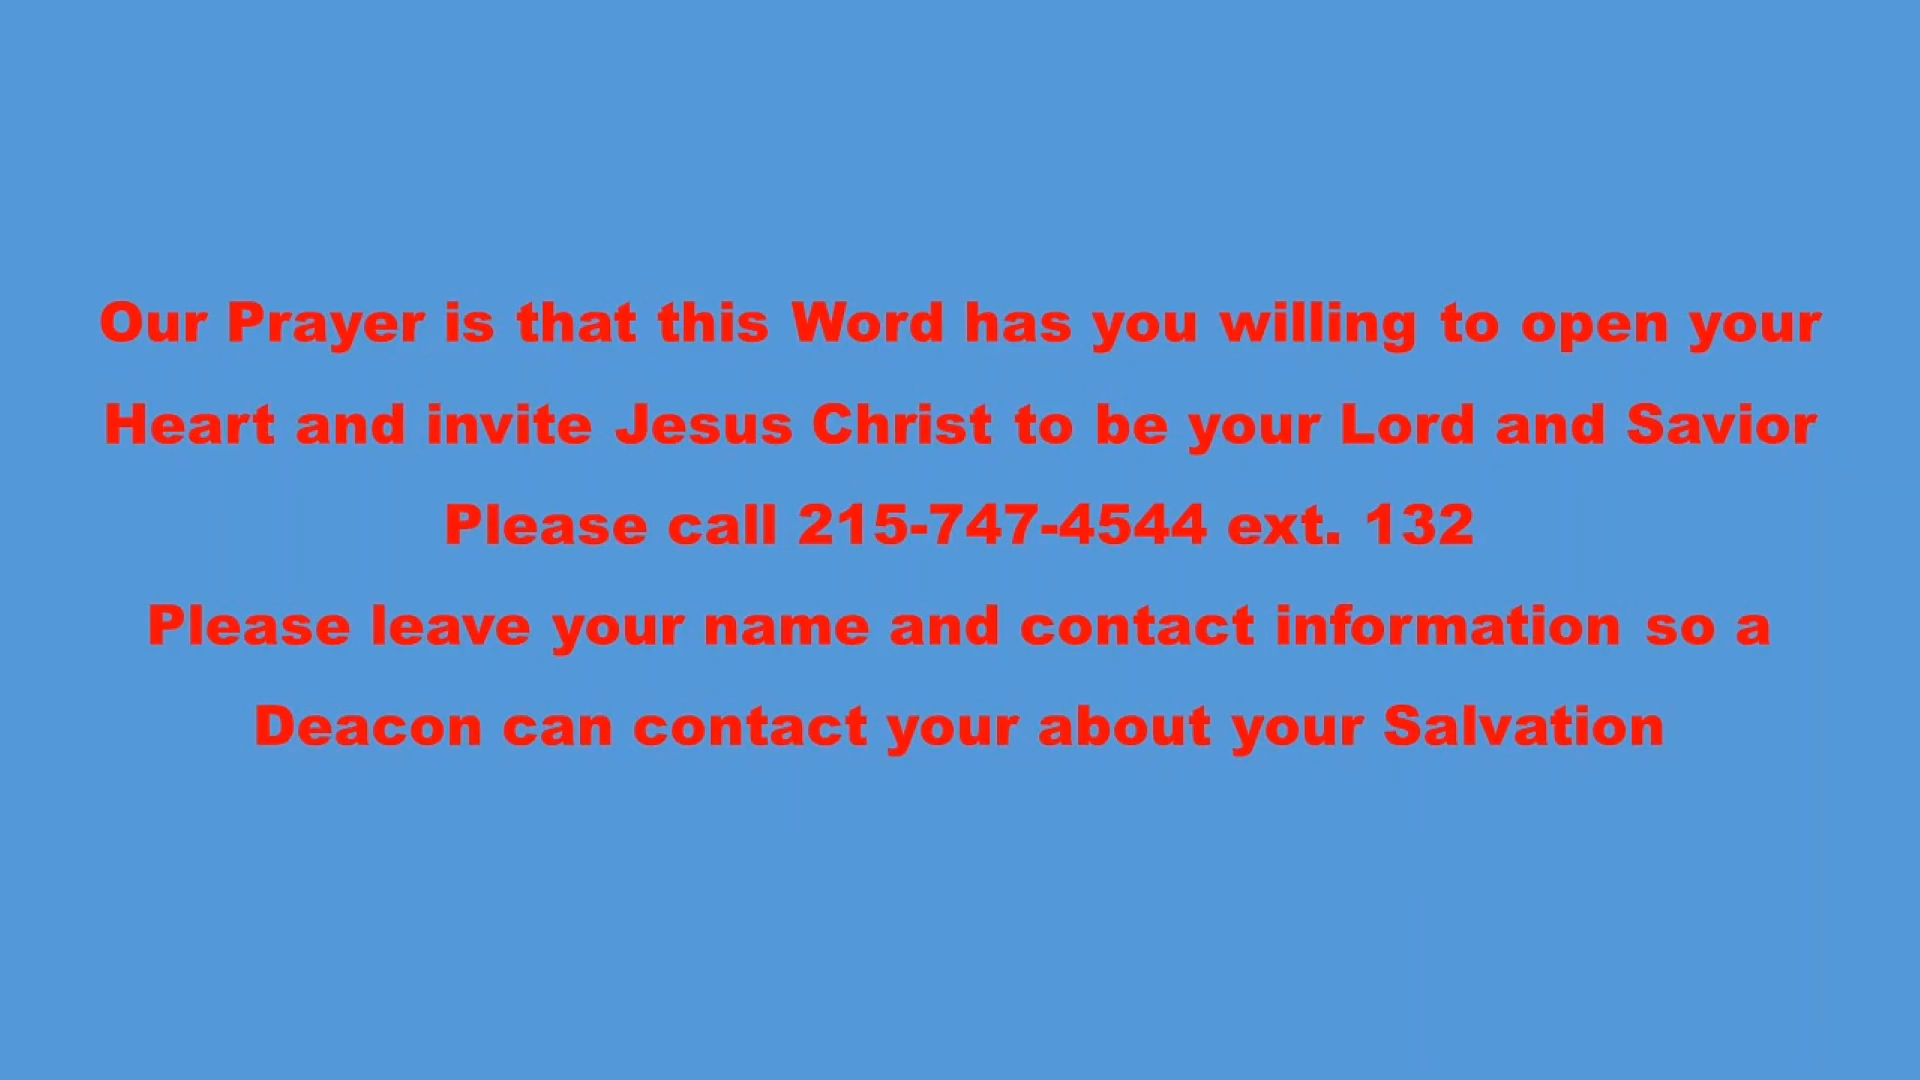 Our Prayer is that this Word has you willing to open your
Heart and invite Jesus Christ to be your Lord and Savior
Please call 215-747-4544 ext. 132
Please leave your name and contact information so a
Deacon can contact your about your Salvation